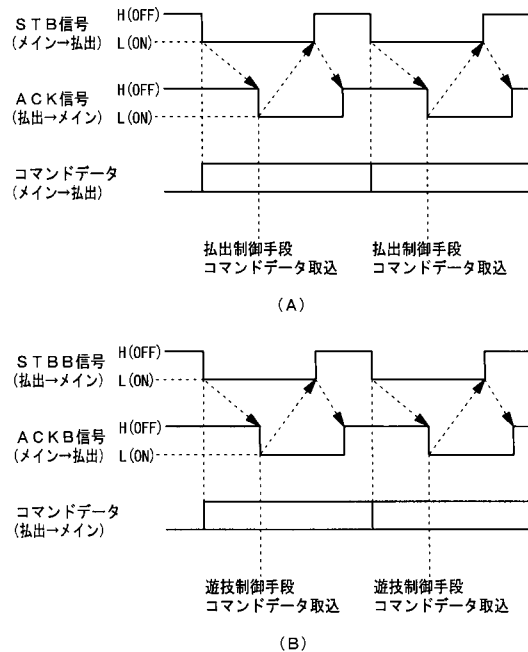 STB信号 H(OFF)
(メイン→払出) L(ON)
ACK信号 H(OFF)
(払出→メイン) L(ON)
コマンドデータ
(メイン→払出)
払出制御手段 払出制御手段
コマンドデータ取込 コマンドデータ取込
(A)
STBB信号 H(OFF)
(払出→メイン) L(ON)
ACKB信号 H(OFF)
(メイン→払出) L(ON)
コマンドデータ
(払出→メイン)
遊技制御手段 遊技制御手段
コマンドデータ取込 コマンドデータ取込
(B)